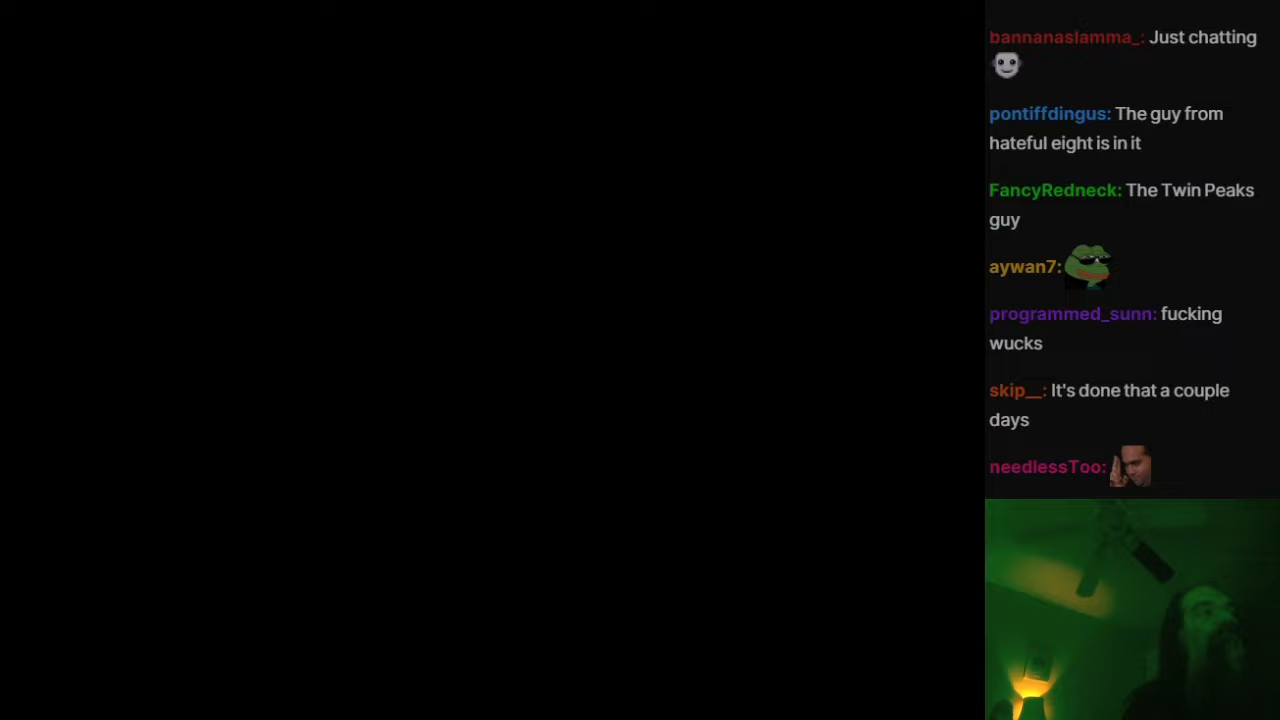 bannanaslamma_: Just chatting
pontiffdingus: The guy from
hateful eight is in it
FancyRedneck: The Twin Peaks
guy
aywan7:
programmed_sunn: fucking
wucks
skip__: It's done that a couple
days
needlessToo: